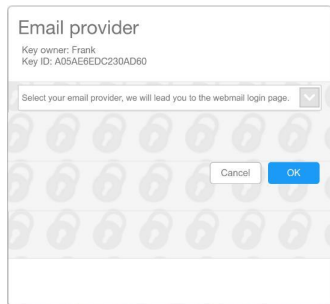 Email provider
Key owner: Frank
Key ID: A05AE6EDC230AD60
Select your email provider, we will lead you to the webmail login page.
Cancel
OK